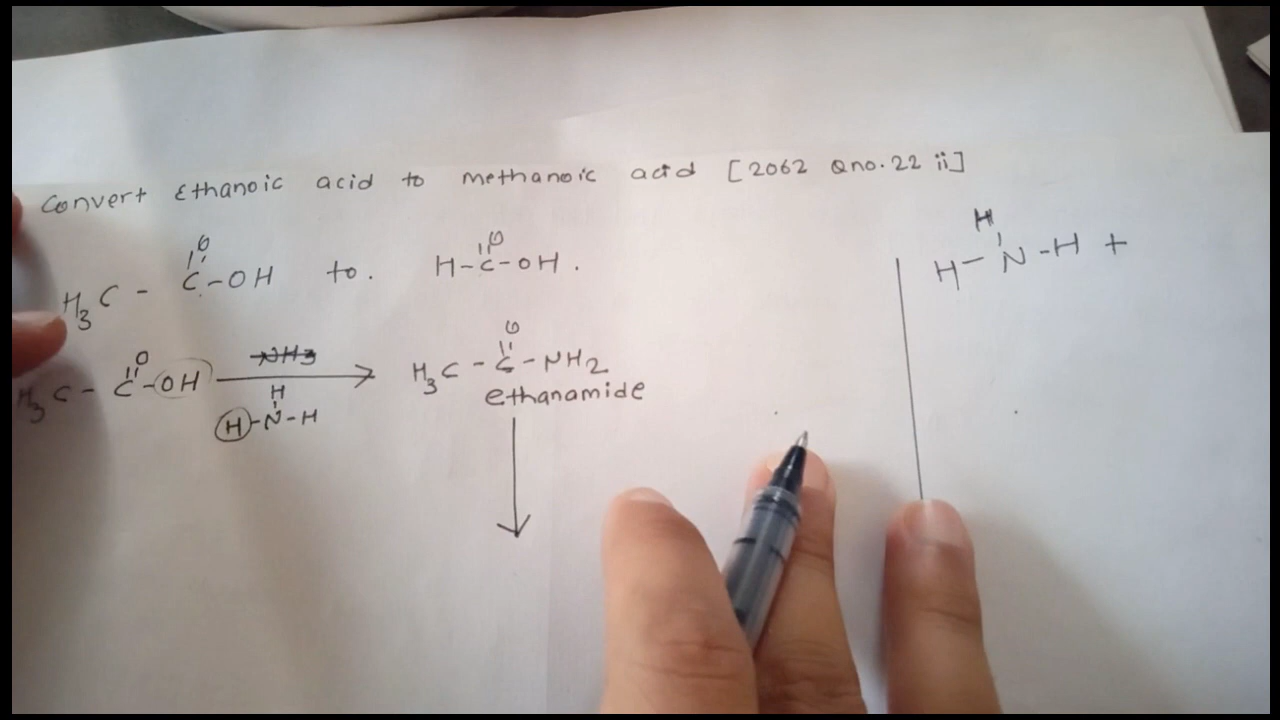 Convert Ethanoic acid to methanoic acid [2062 Qno.22 ii]
O
H3C - C-OH to.
O
H-C-OH.
O
H3C - C-OH
NH3
H
H-N-H
O
H3C - C-NH2
ethanamide
H
H-N-H +